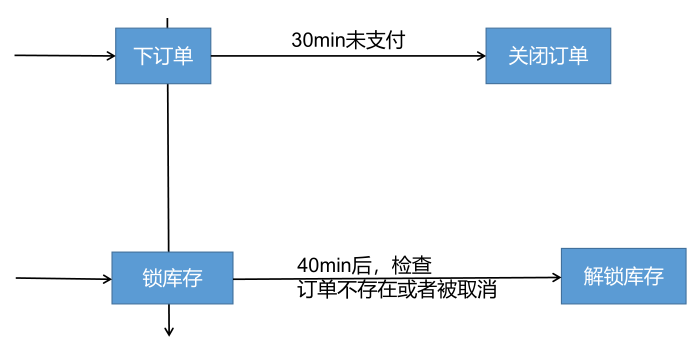 下订单
30min未支付
关闭订单
锁库存
40min后，检查
订单不存在或者被取消
解锁库存